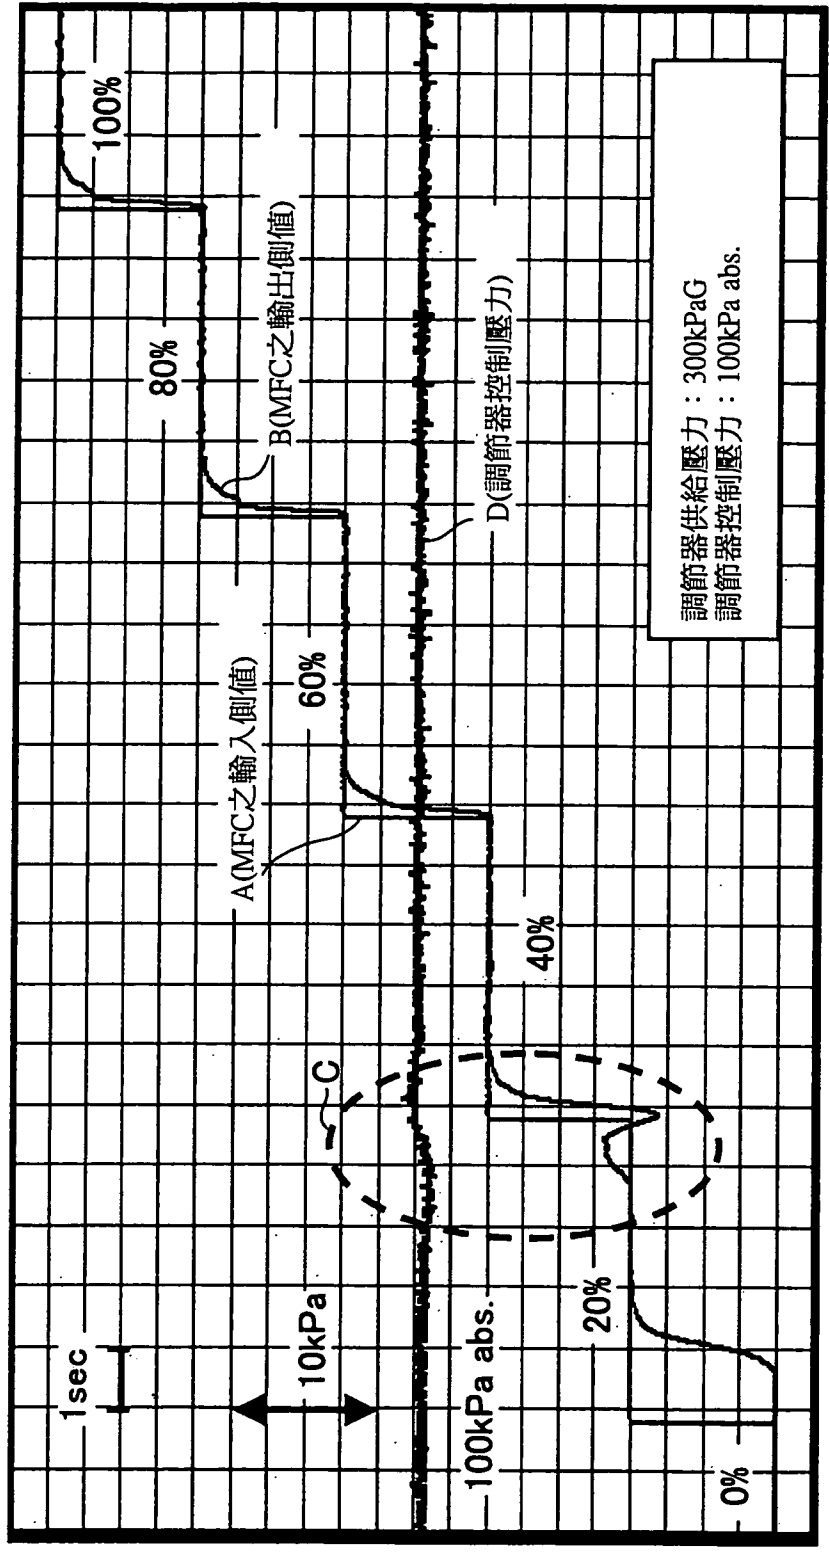 1sec
10kPa
100kPa abs.
0%
20%
40%
60%
80%
100%
C
A(MFC之輸入側值)
B(MFC之輸出側值)
D(調節器控制壓力)
調節器供給壓力：300kPaG
調節器控制壓力：100kPa abs.